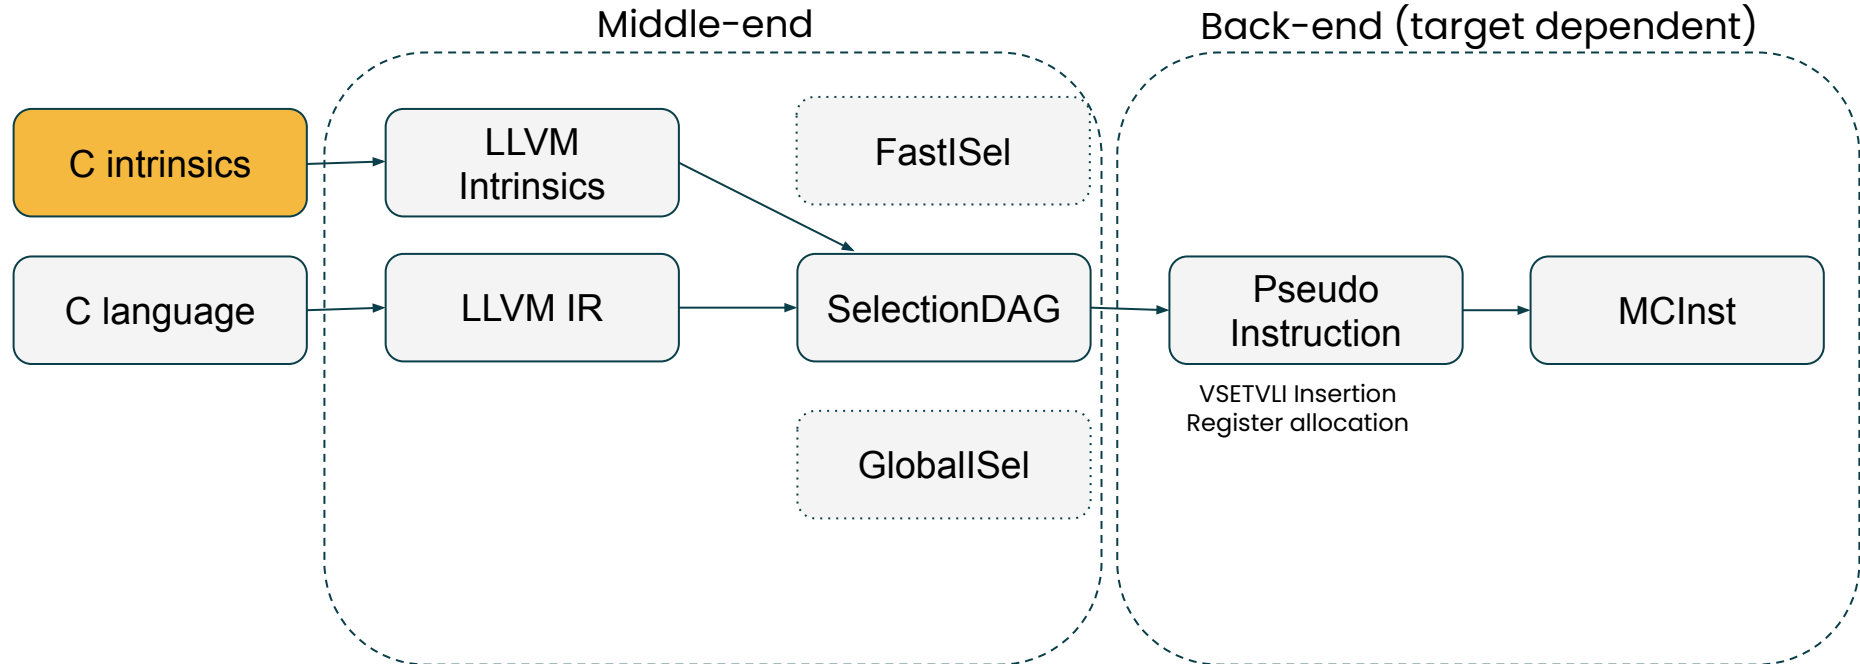 Middle-end
Back-end (target dependent)
C intrinsics
LLVM
Intrinsics
FastISel
C language
LLVM IR
SelectionDAG
Pseudo
Instruction
MCInst
VSETVLI Insertion
Register allocation
GlobalISel